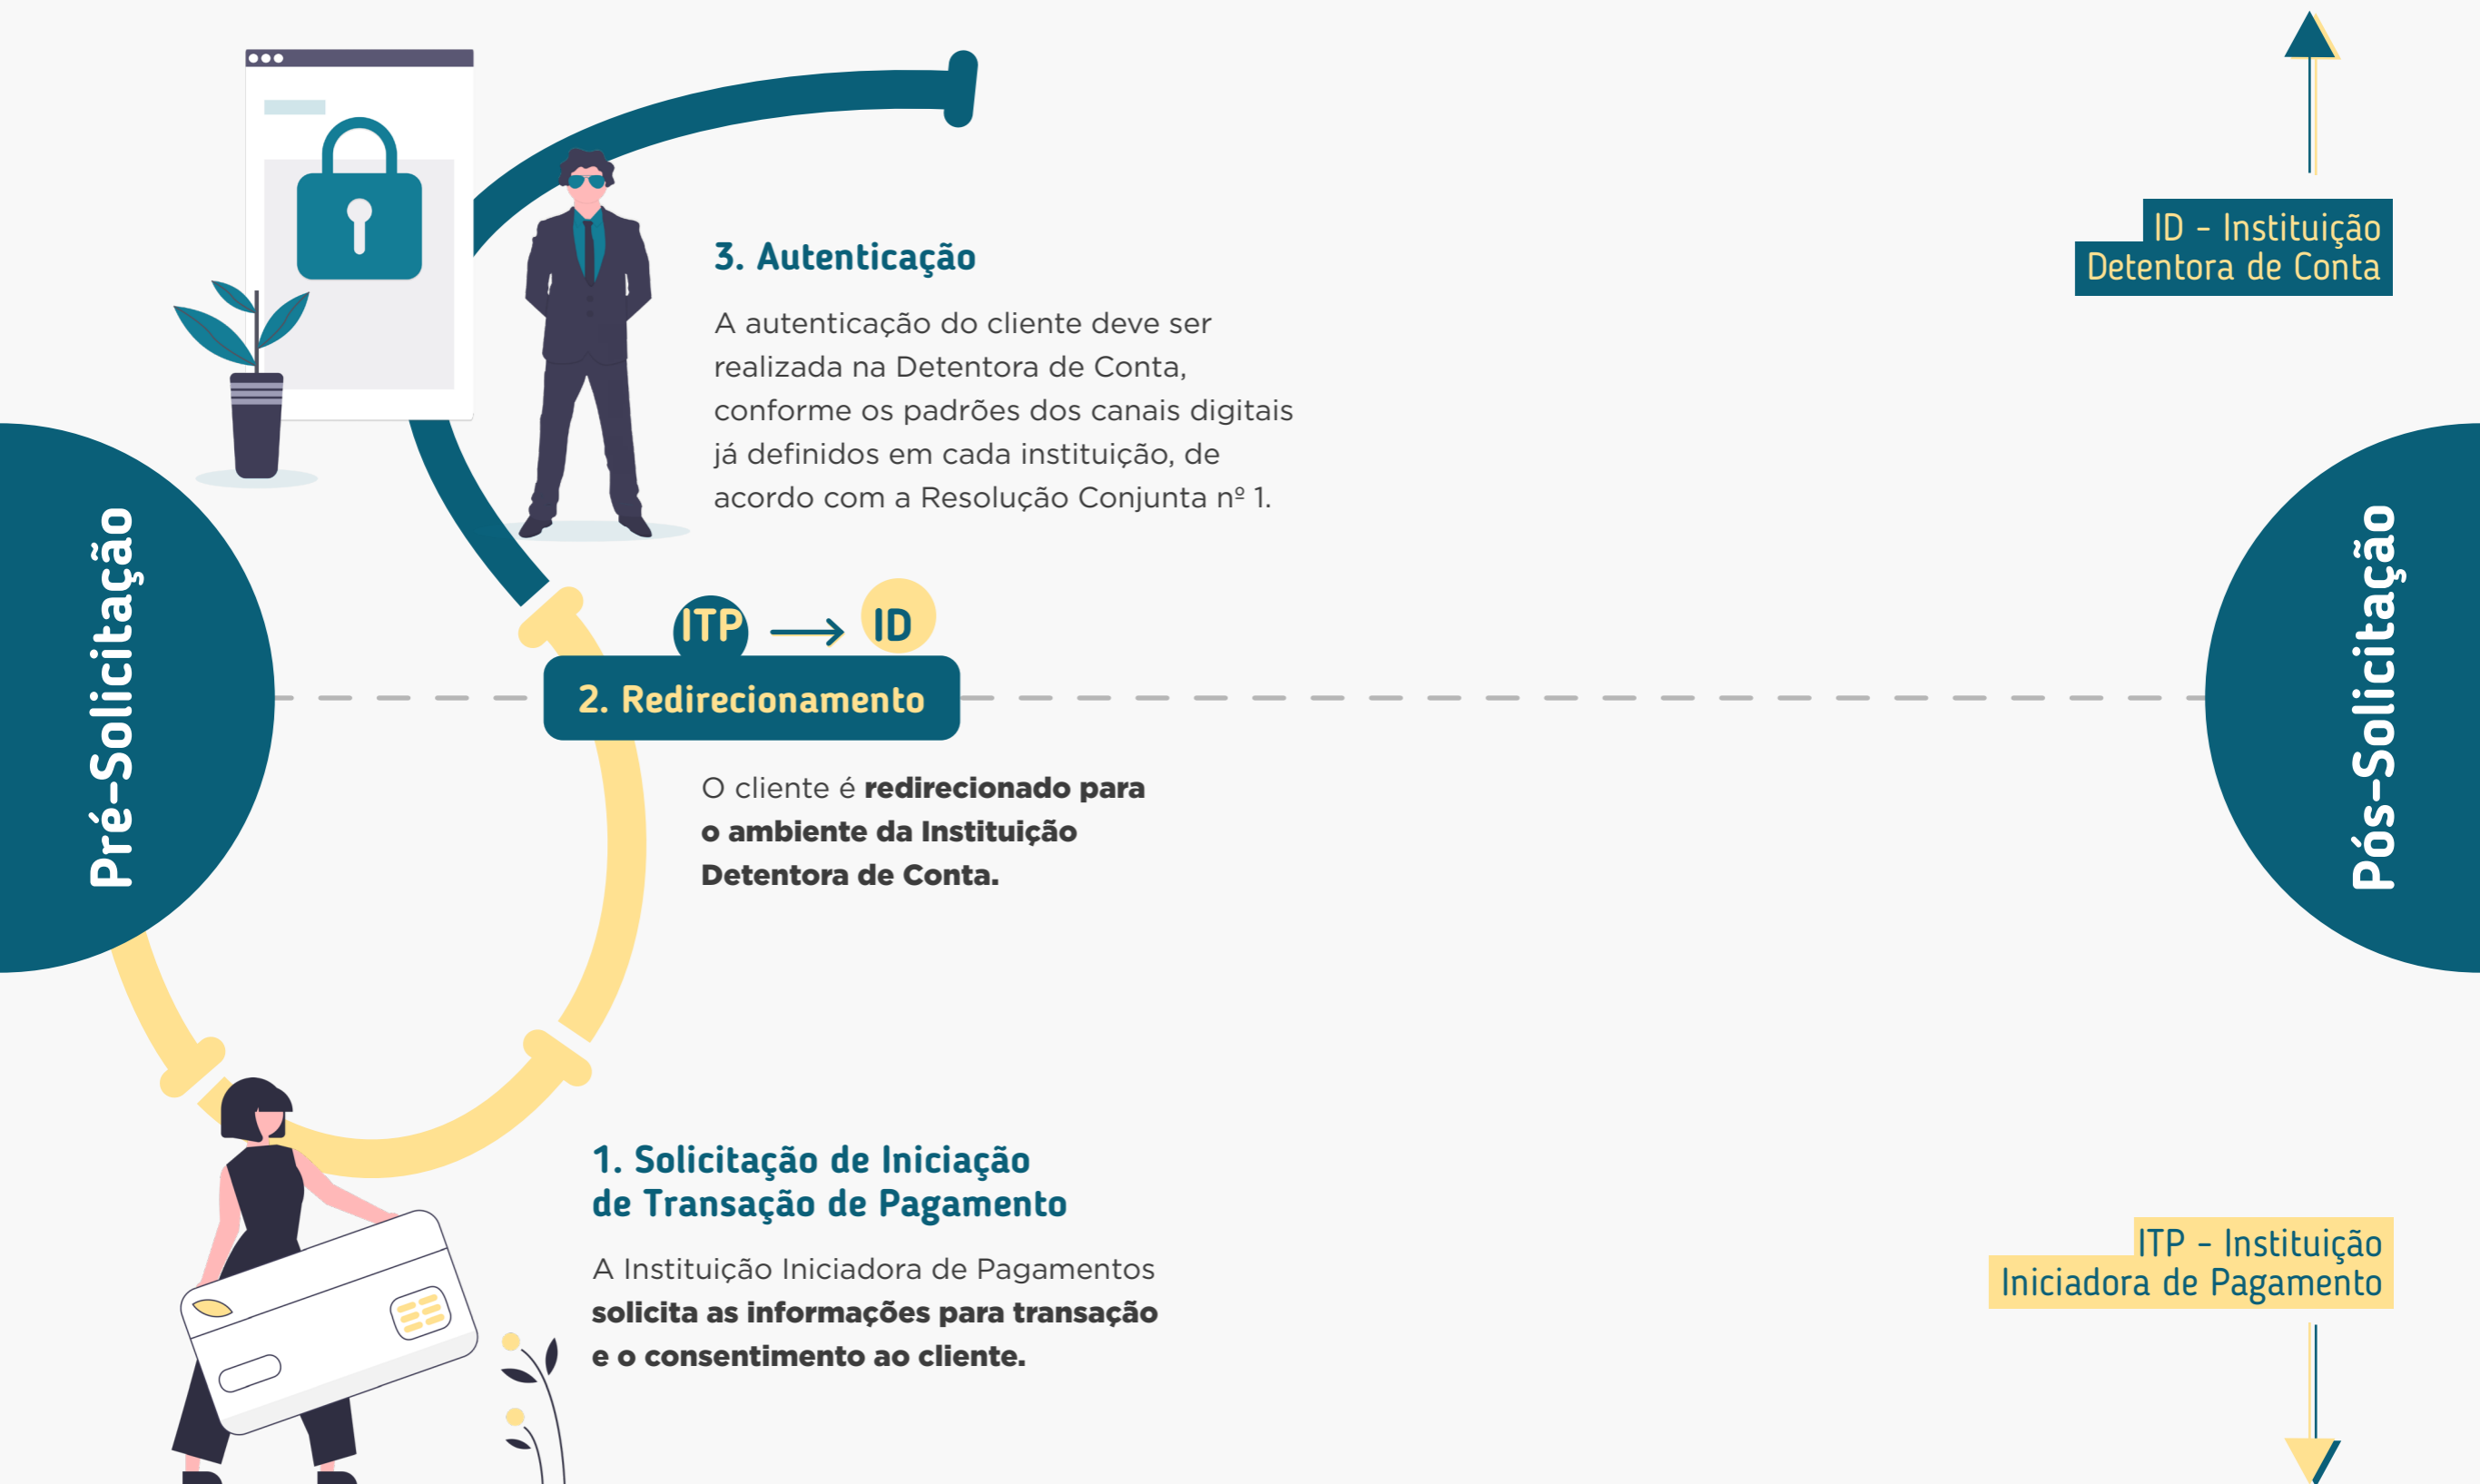 Pré-Solicitação
3. Autenticação
A autenticação do cliente deve ser
realizada na Detentora de Conta,
conforme os padrões dos canais digitais
já definidos em cada instituição, de
acordo com a Resolução Conjunta nº 1.
ITP
ID
2. Redirecionamento
O cliente é redirecionado para
o ambiente da Instituição
Detentora de Conta.
1. Solicitação de Iniciação
de Transação de Pagamento
A Instituição Iniciadora de Pagamentos
solicita as informações para transação
e o consentimento ao cliente.
ID - Instituição
Detentora de Conta
Pós-Solicitação
ITP - Instituição
Iniciadora de Pagamento